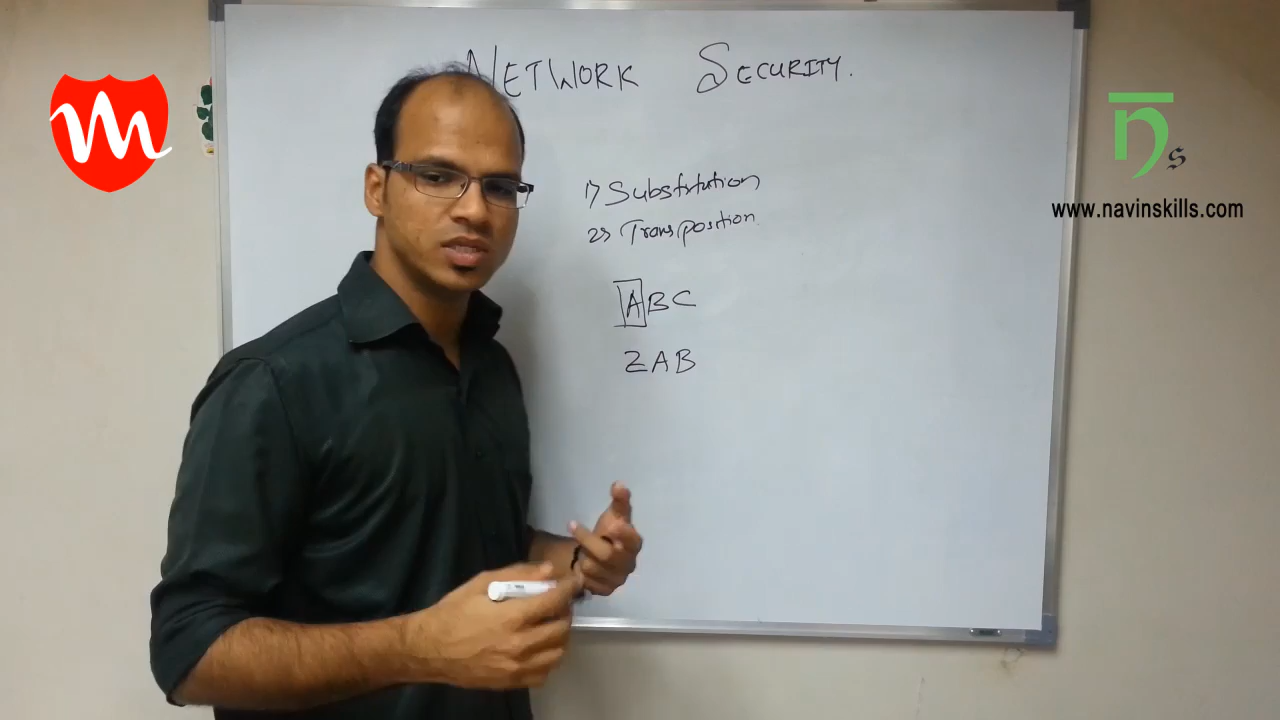 NETWORK SECURITY.
1) Substitution
2) Transposition
ABC
ZAB
n s
www.navinskills.com